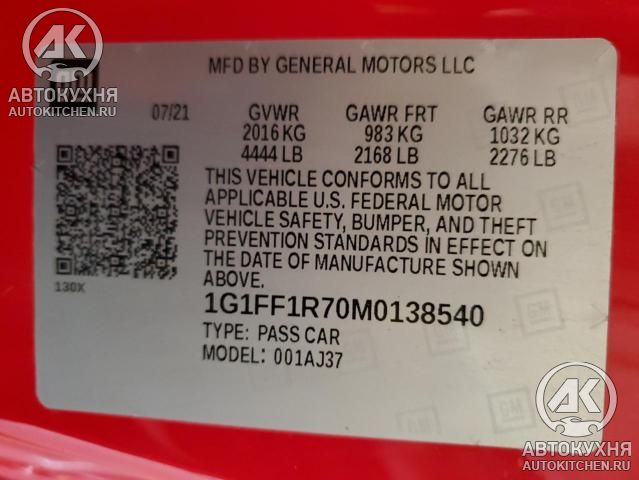 AK
АВТОКУХНЯ
AUTOKITCHEN.RU
MFD BY GENERAL MOTORS LLC
07/21 GVWR GAWR FRT GAWR RR
2016 KG 983 KG 1032 KG
4444 LB 2168 LB 2276 LB
THIS VEHICLE CONFORMS TO ALL
APPLICABLE U.S. FEDERAL MOTOR
VEHICLE SAFETY, BUMPER, AND THEFT
PREVENTION STANDARDS IN EFFECT ON
THE DATE OF MANUFACTURE SHOWN
ABOVE.
130X
1G1FF1R70M0138540
TYPE: PASS CAR
MODEL: 001AJ37
AK
АВТОКУХНЯ
AUTOKITCHEN.RU